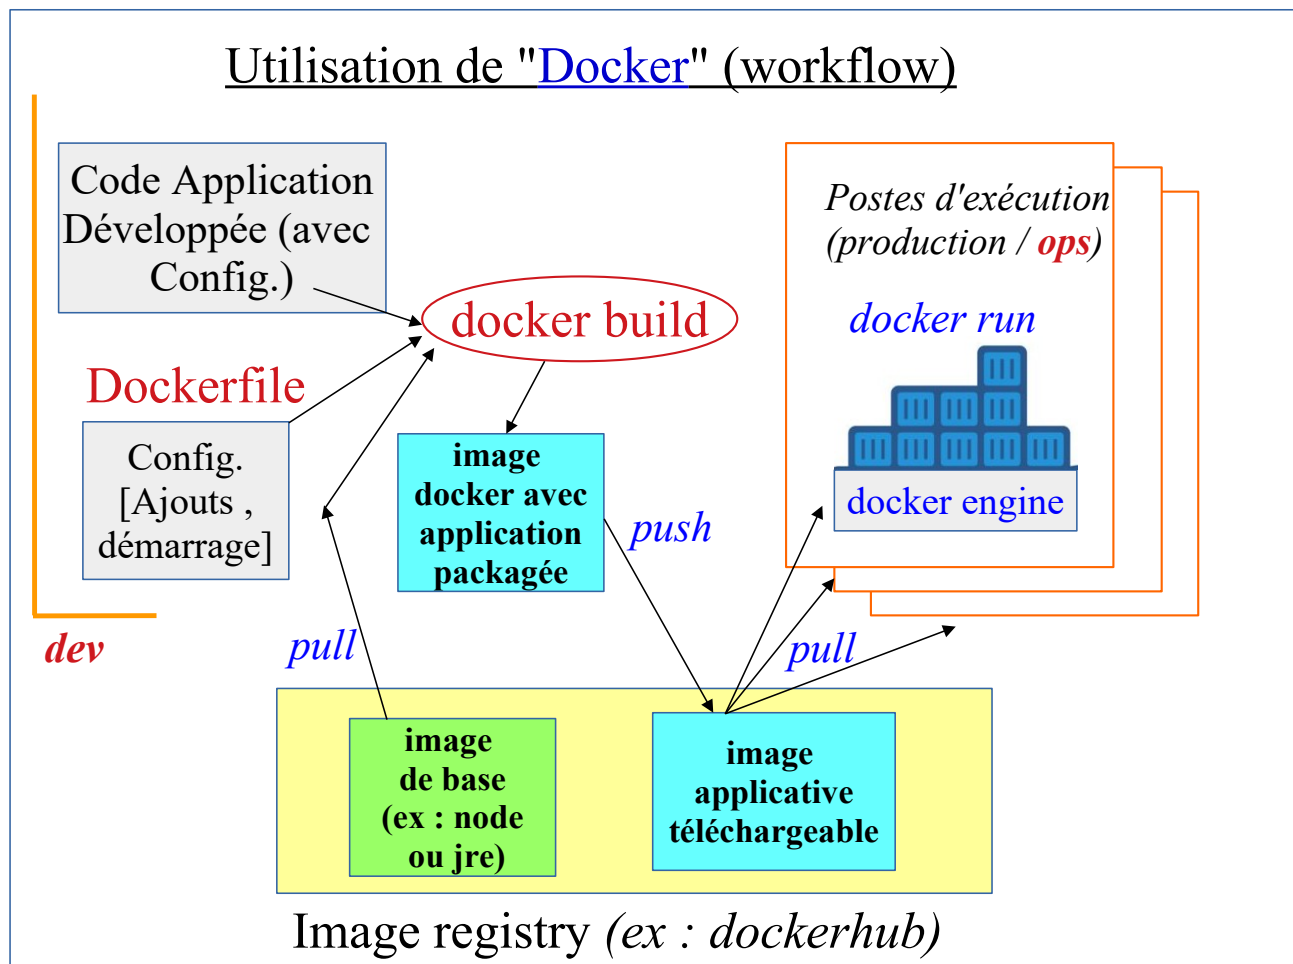 Utilisation de "Docker" (workflow)
Code Application
Développée (avec
Config.)
Dockerfile
Config.
[Ajouts ,
démarrage]
dev
docker build
image
docker avec
application
packagée
push
pull
Postes d'exécution
(production / ops)
docker run
docker engine
pull
image
de base
(ex : node
ou jre)
image
applicative
téléchargeable
Image registry (ex : dockerhub)